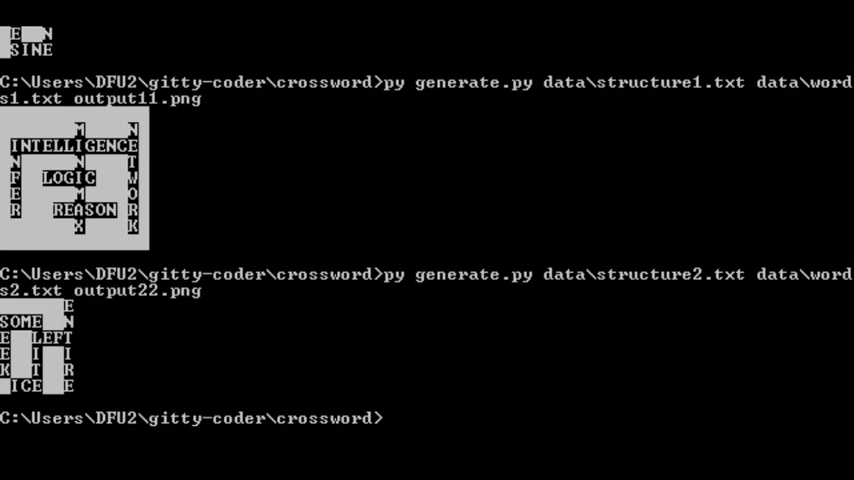 E N
SINE
C:\Users\DFU2\gitty-coder\crossword>py generate.py data\structure1.txt data\word
s1.txt output11.png
M N
INTELLIGENCE
N N T
F LOGIC W
E M O
R REASON R
X K
C:\Users\DFU2\gitty-coder\crossword>py generate.py data\structure2.txt data\word
s2.txt output22.png
E
SOME N
E LEFT
E I I
K T R
ICE E
C:\Users\DFU2\gitty-coder\crossword>